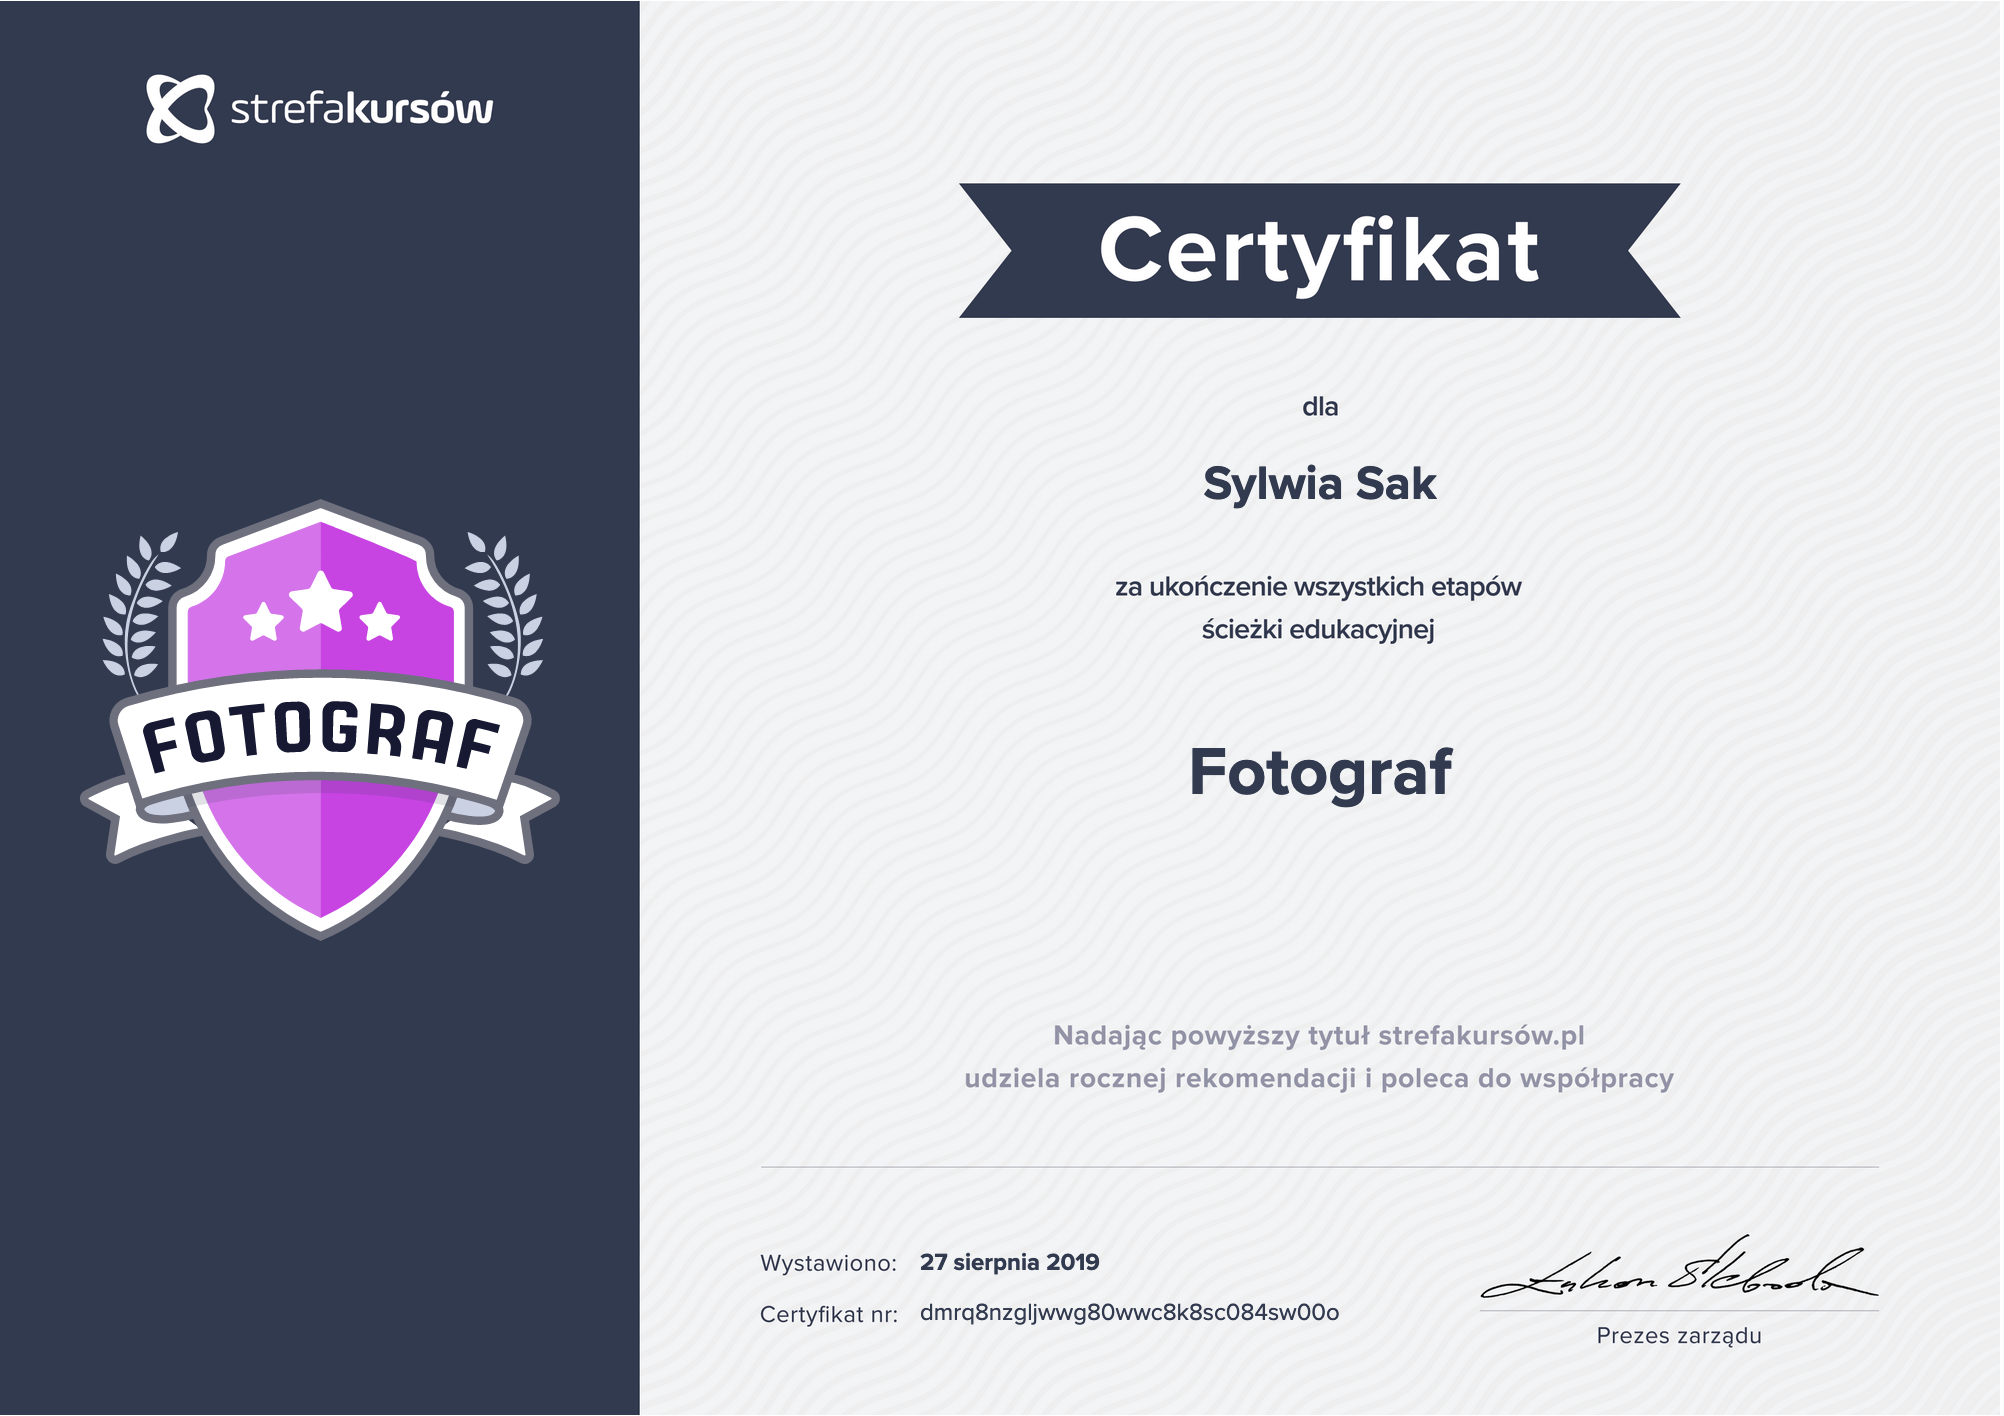 strefakursów
FOTOGRAF
Certyfikat
dla
Sylwia Sak
za ukończenie wszystkich etapów
ścieżki edukacyjnej
Fotograf
Nadając powyższy tytuł strefakursów.pl
udziela rocznej rekomendacji i poleca do współpracy
Wystawiono: 27 sierpnia 2019
Certyfikat nr: dmrq8nzgljwwg80wwc8k8sc084sw00o
Prezes zarządu